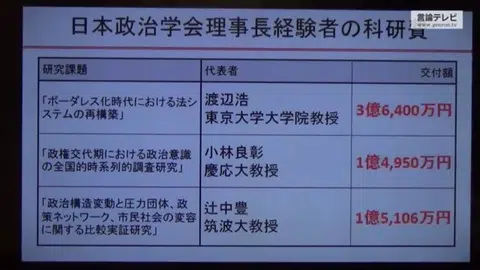 言論テレビ
www.genron.tv
日本政治学会理事長経験者の科研費
研究課題
代表者
交付額
「ボーダレス化時代における法システムの再構築」
渡辺浩
東京大学大学院教授
3億6,400万円
「政権交代期における政治意識の全国的時系列的調査研究」
小林良彰
慶応大教授
1億4,950万円
「政治構造変動と圧力団体、政策ネットワーク、市民社会の変容に関する比較実証研究」
辻中豊
筑波大教授
1億5,106万円